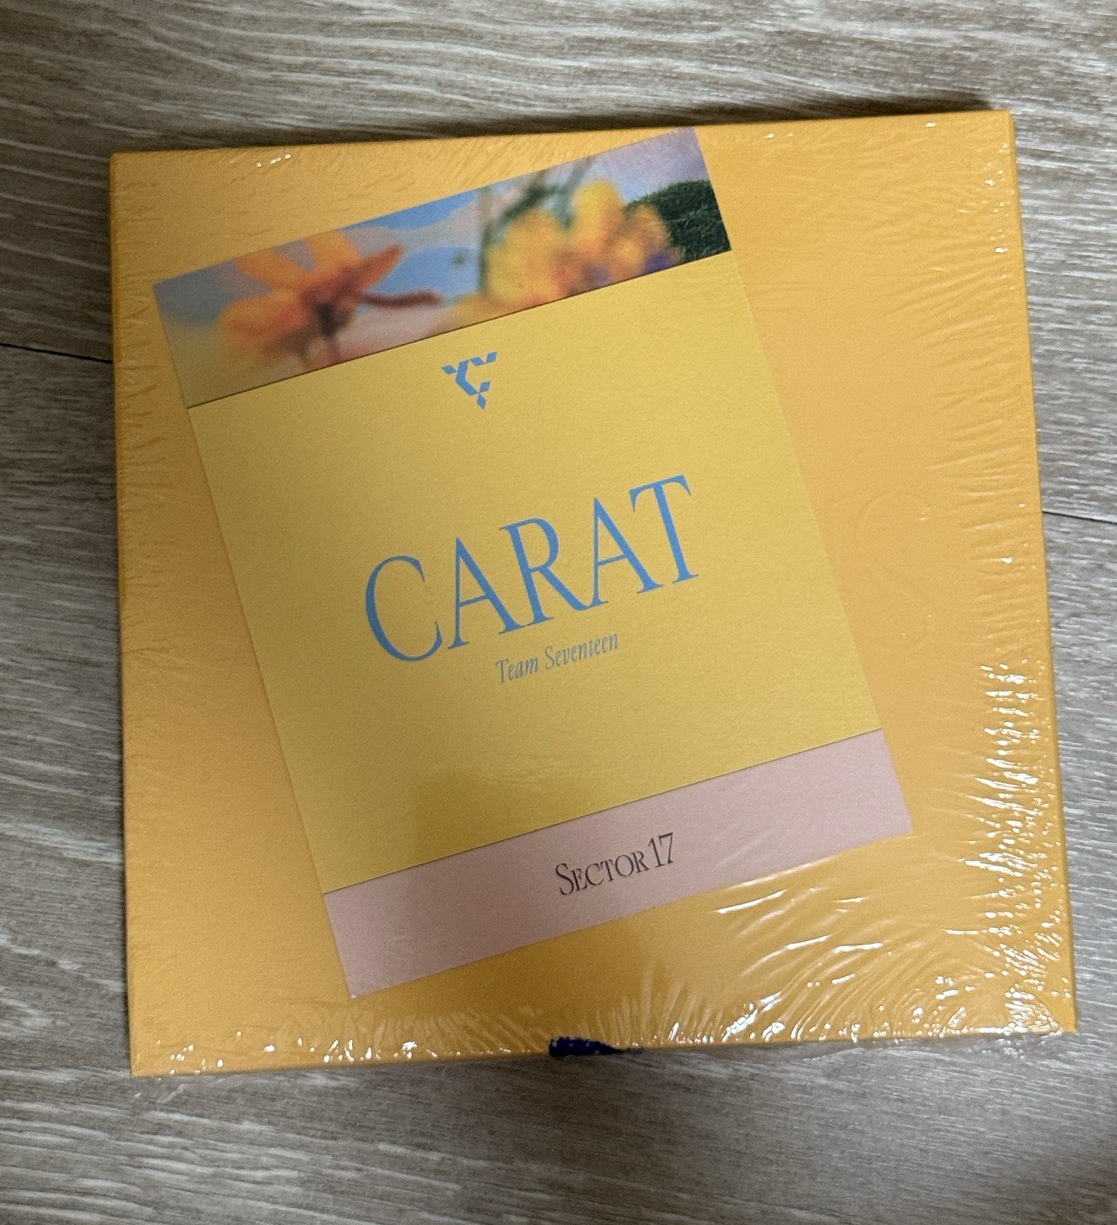 CARAT
Team Seventeen
SECTOR 17